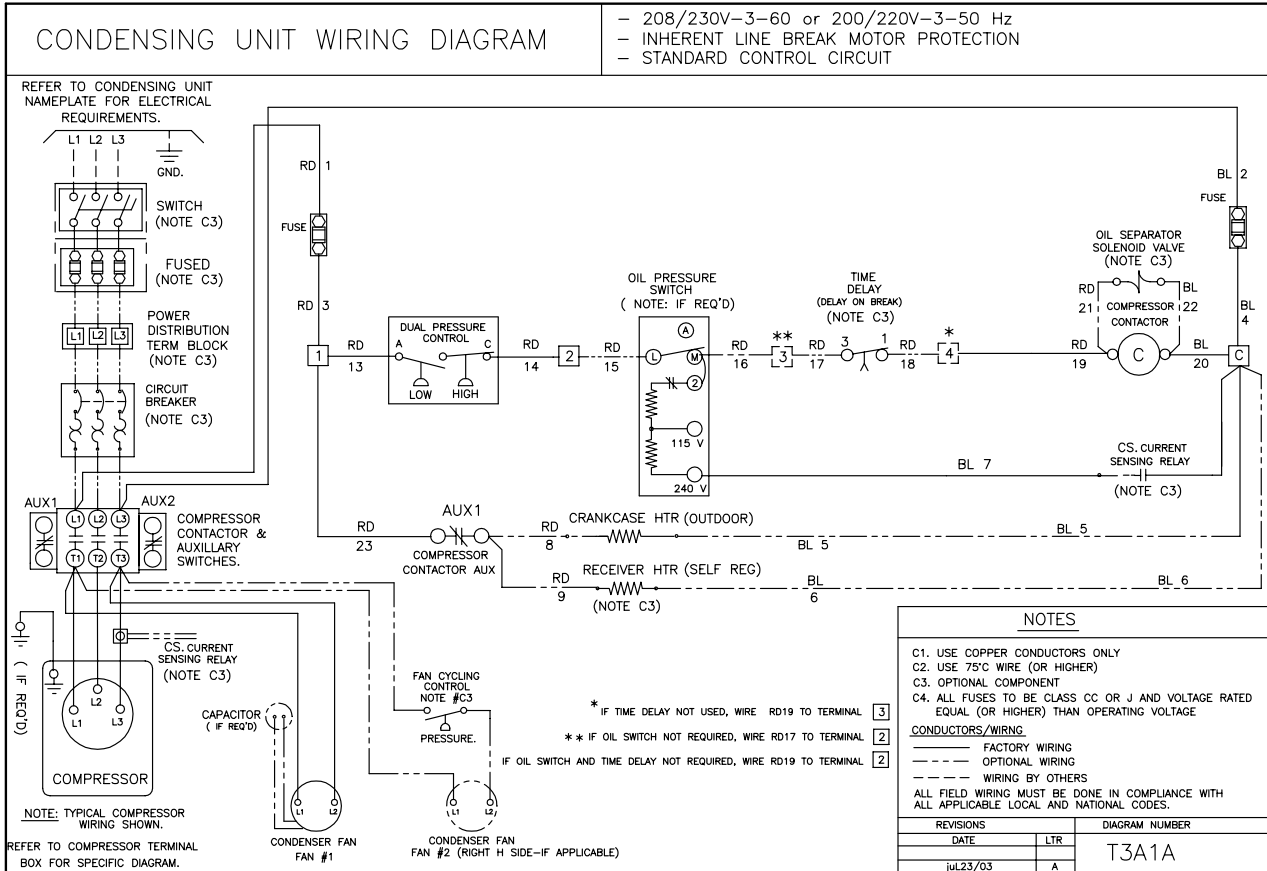 CONDENSING UNIT WIRING DIAGRAM
- 208/230V-3-60 or 200/220V-3-50 Hz
- INHERENT LINE BREAK MOTOR PROTECTION
- STANDARD CONTROL CIRCUIT
REFER TO CONDENSING UNIT
NAMEPLATE FOR ELECTRICAL
REQUIREMENTS.
L1 L2 L3
GND.
SWITCH
(NOTE C3)
FUSED
(NOTE C3)
L1 L2 L3
POWER
DISTRIBUTION
TERM BLOCK
(NOTE C3)
CIRCUIT
BREAKER
(NOTE C3)
AUX1
L1 L2 L3
T1 T2 T3
AUX2
COMPRESSOR
CONTACTOR &
AUXILLARY
SWITCHES.
RD 1
FUSE
RD 3
1
RD
13
DUAL PRESSURE
CONTROL
A C
LOW HIGH
RD
14
2
RD
15
OIL PRESSURE
SWITCH
( NOTE: IF REQ'D)
A
L M
2
115 V
240 V
RD
16
**
3
RD
17
TIME
DELAY
(DELAY ON BREAK)
(NOTE C3)
3 1
RD
18
*
4
RD
19
OIL SEPARATOR
SOLENOID VALVE
(NOTE C3)
RD
21
BL
22
COMPRESSOR
CONTACTOR
C
BL
20
C
BL 2
FUSE
BL
4
BL 7
CS. CURRENT
SENSING RELAY
(NOTE C3)
RD
23
AUX1
COMPRESSOR
CONTACTOR AUX
RD
8
CRANKCASE HTR (OUTDOOR)
BL 5
BL 5
RD
9
RECEIVER HTR (SELF REG)
(NOTE C3)
BL
6
BL 6
( IF REQ'D)
CS. CURRENT
SENSING RELAY
(NOTE C3)
L1 L2 L3
COMPRESSOR
NOTE: TYPICAL COMPRESSOR
WIRING SHOWN.
REFER TO COMPRESSOR TERMINAL
BOX FOR SPECIFIC DIAGRAM.
CAPACITOR
( IF REQ'D)
L1 L2
CONDENSER FAN
FAN #1
FAN CYCLING
CONTROL
NOTE #C3
PRESSURE.
L1 L2
CONDENSER FAN
FAN #2 (RIGHT H SIDE-IF APPLICABLE)
* IF TIME DELAY NOT USED, WIRE RD19 TO TERMINAL 3
** IF OIL SWITCH NOT REQUIRED, WIRE RD17 TO TERMINAL 2
IF OIL SWITCH AND TIME DELAY NOT REQUIRED, WIRE RD19 TO TERMINAL 2
NOTES
C1. USE COPPER CONDUCTORS ONLY
C2. USE 75°C WIRE (OR HIGHER)
C3. OPTIONAL COMPONENT
C4. ALL FUSES TO BE CLASS CC OR J AND VOLTAGE RATED
EQUAL (OR HIGHER) THAN OPERATING VOLTAGE
CONDUCTORS/WIRNG
FACTORY WIRING
OPTIONAL WIRING
WIRING BY OTHERS
ALL FIELD WIRING MUST BE DONE IN COMPLIANCE WITH
ALL APPLICABLE LOCAL AND NATIONAL CODES.
REVISIONS
DATE LTR
juL23/03 A
DIAGRAM NUMBER
T3A1A